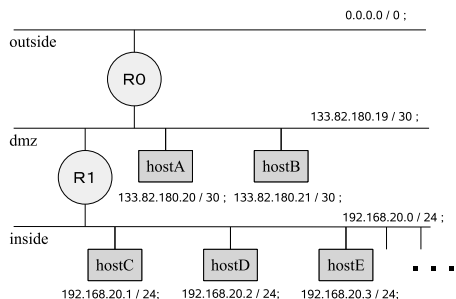 0.0.0.0 / 0 ;
outside
R0
133.82.180.19 / 30 ;
dmz
hostA
hostB
R1
133.82.180.20 / 30 ;
133.82.180.21 / 30 ;
192.168.20.0 / 24 ;
inside
hostC
hostD
hostE
192.168.20.1 / 24;
192.168.20.2 / 24;
192.168.20.3 / 24;